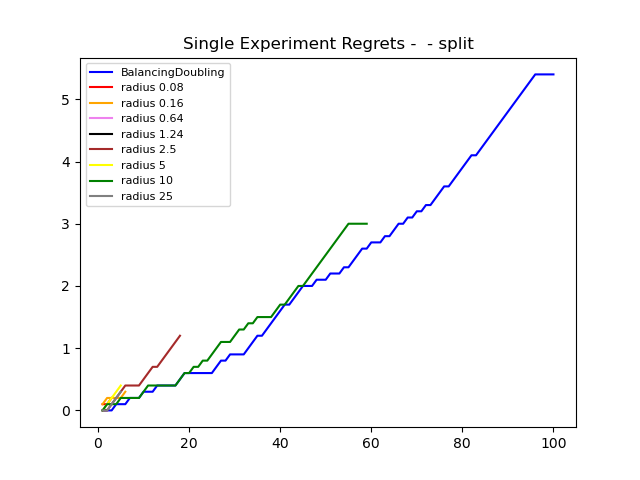 Single Experiment Regrets -  - split
BalancingDoubling
radius 0.08
radius 0.16
radius 0.64
radius 1.24
radius 2.5
radius 5
radius 10
radius 25
5
4
3
2
1
0
0 20 40 60 80 100